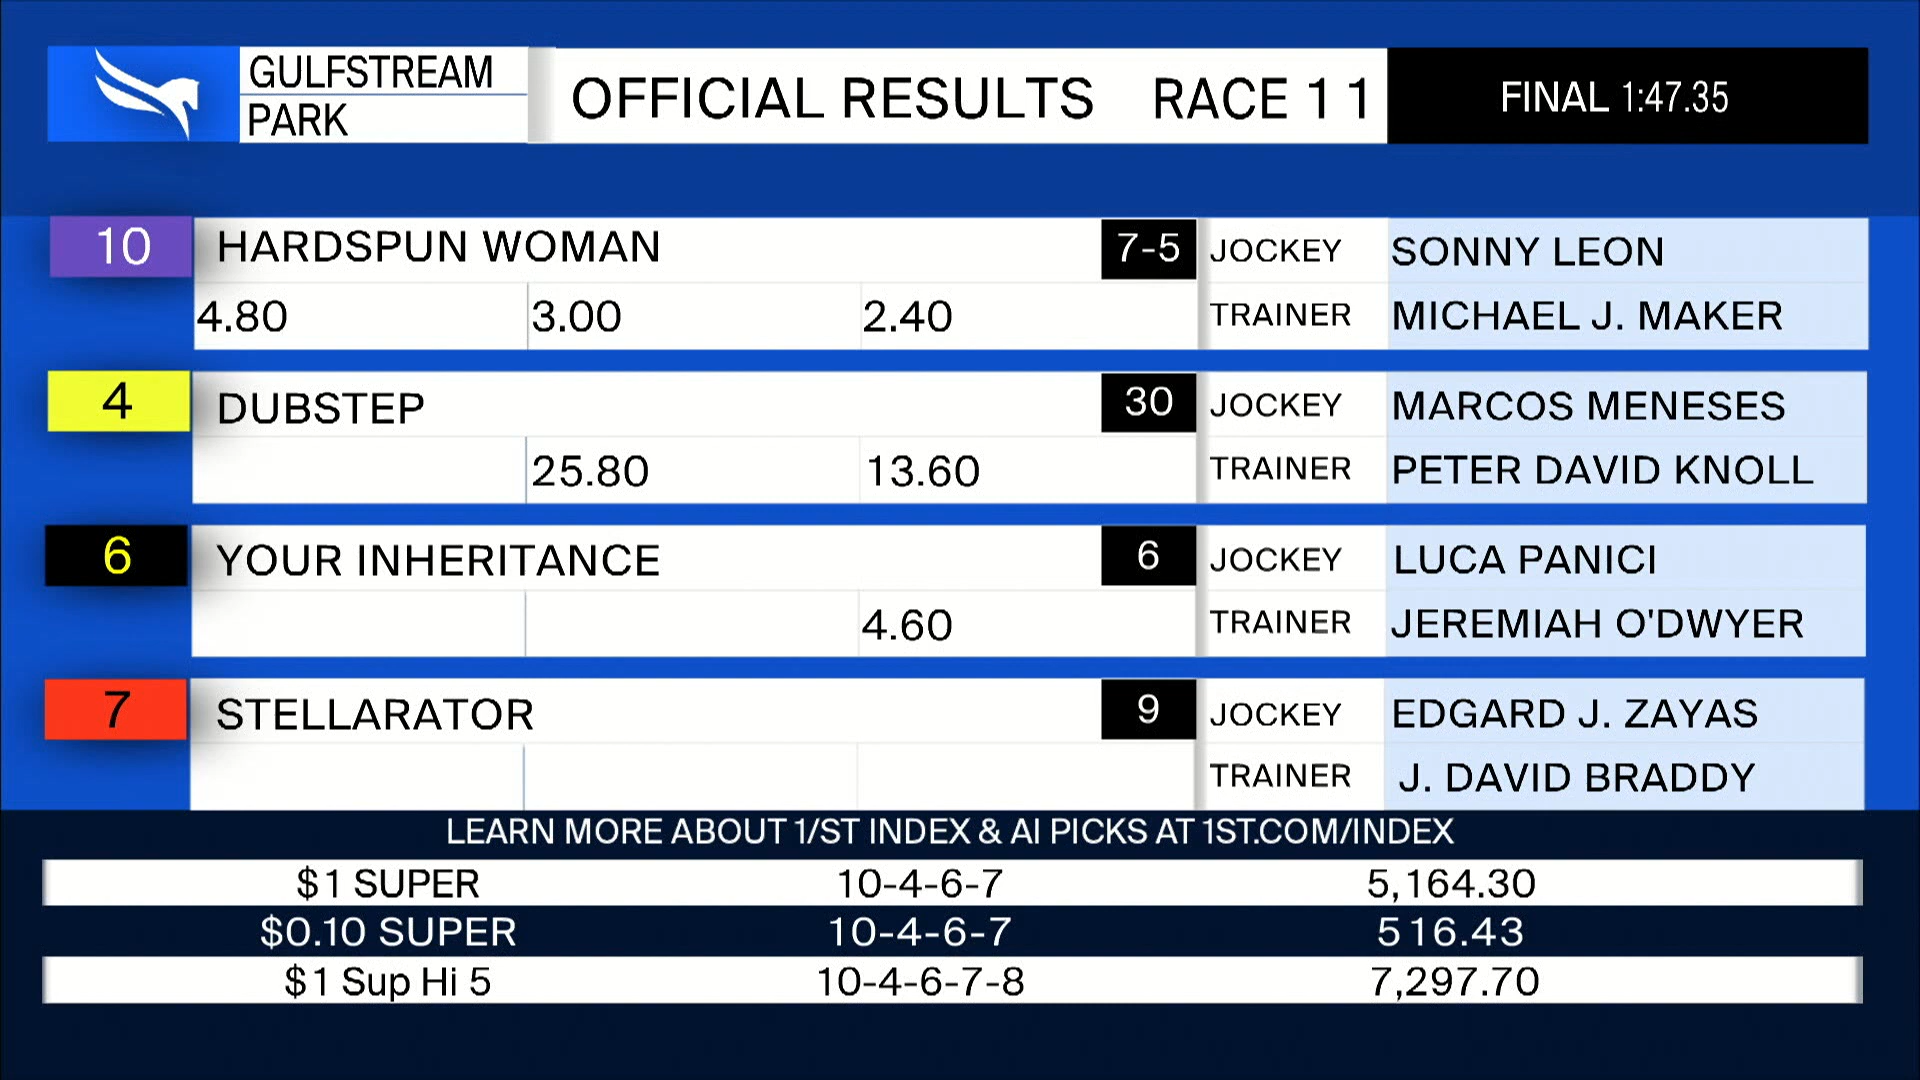 GULFSTREAM
PARK
OFFICIAL RESULTS RACE 11 FINAL 1:47.35
10 HARDSPUN WOMAN 7-5 JOCKEY SONNY LEON
4.80 3.00 2.40 TRAINER MICHAEL J. MAKER
4 DUBSTEP 30 JOCKEY MARCOS MENESES
25.80 13.60 TRAINER PETER DAVID KNOLL
6 YOUR INHERITANCE 6 JOCKEY LUCA PANICI
4.60 TRAINER JEREMIAH O'DWYER
7 STELLARATOR 9 JOCKEY EDGARD J. ZAYAS
TRAINER J. DAVID BRADDY
LEARN MORE ABOUT 1/ST INDEX & AI PICKS AT 1ST.COM/INDEX
$1 SUPER 10-4-6-7 5,164.30
$0.10 SUPER 10-4-6-7 516.43
$1 Sup Hi 5 10-4-6-7-8 7,297.70